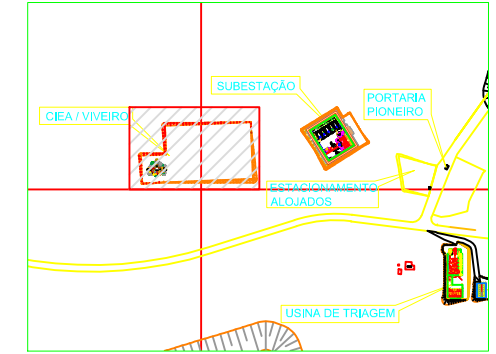 SUBESTAÇÃO
PORTARIA
PIONEIRO
CIEA / VIVEIRO
ESTACIONAMENTO
ALOJADOS
USINA DE TRIAGEM